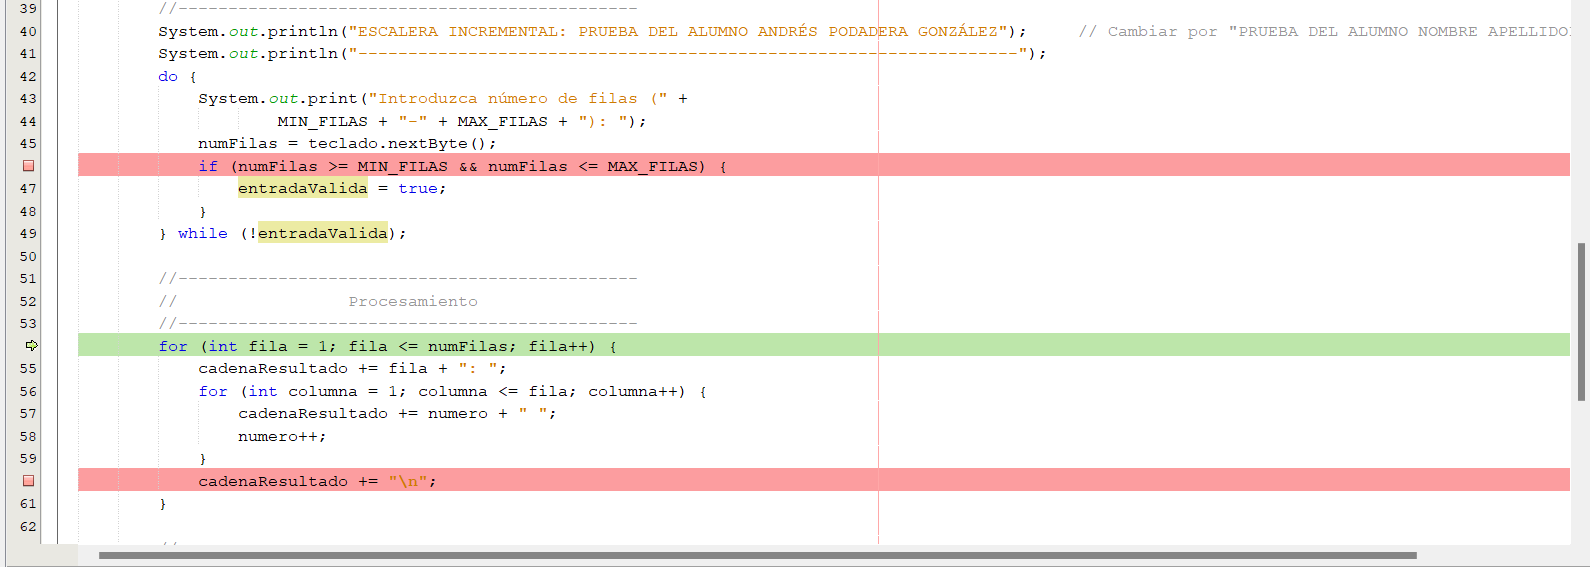 39 //----------------------------------------------
40 System.out.println("ESCALERA INCREMENTAL: PRUEBA DEL ALUMNO ANDRÉS PODADERA GONZÁLEZ"); // Cambiar por "PRUEBA DEL ALUMNO NOMBRE APELLIDO
41 System.out.println("------------------------------------------------------------------");
42 do {
43 System.out.print("Introduzca número de filas (" +
44 MIN_FILAS + "-" + MAX_FILAS + "): ");
45 numFilas = teclado.nextByte();
if (numFilas >= MIN_FILAS && numFilas <= MAX_FILAS) {
47 entradaValida = true;
48 }
49 } while (!entradaValida);
50
51 //----------------------------------------------
52 // Procesamiento
53 //----------------------------------------------
for (int fila = 1; fila <= numFilas; fila++) {
55 cadenaResultado += fila + ": ";
56 for (int columna = 1; columna <= fila; columna++) {
57 cadenaResultado += numero + " ";
58 numero++;
59 }
cadenaResultado += "\n";
61 }
62